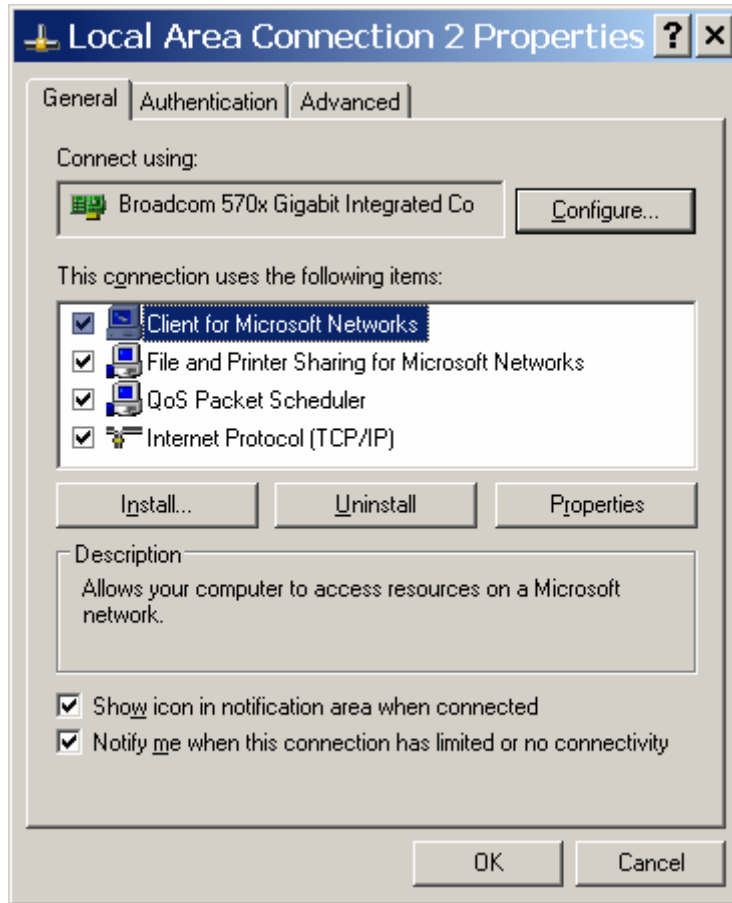 Local Area Connection 2 Properties ? ×
General Authentication Advanced
Connect using:
Broadcom 570x Gigabit Integrated Co Configure...
This connection uses the following items:
Client for Microsoft Networks
File and Printer Sharing for Microsoft Networks
QoS Packet Scheduler
Internet Protocol (TCP/IP)
Install... Uninstall Properties
Description
Allows your computer to access resources on a Microsoft
network.
Show icon in notification area when connected
Notify me when this connection has limited or no connectivity
OK Cancel